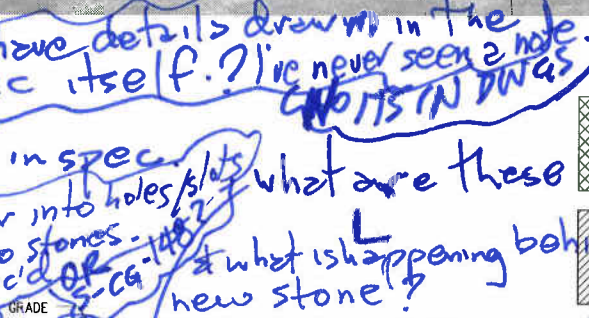 have details drawn in the
c itself.? I've never seen a note
NO ITS IN DWGS
in spec.
r into holes/slots
o stones.
c'd OR
S-CG-1482
what are these
L
& what is happening behi
new stone?
GRADE